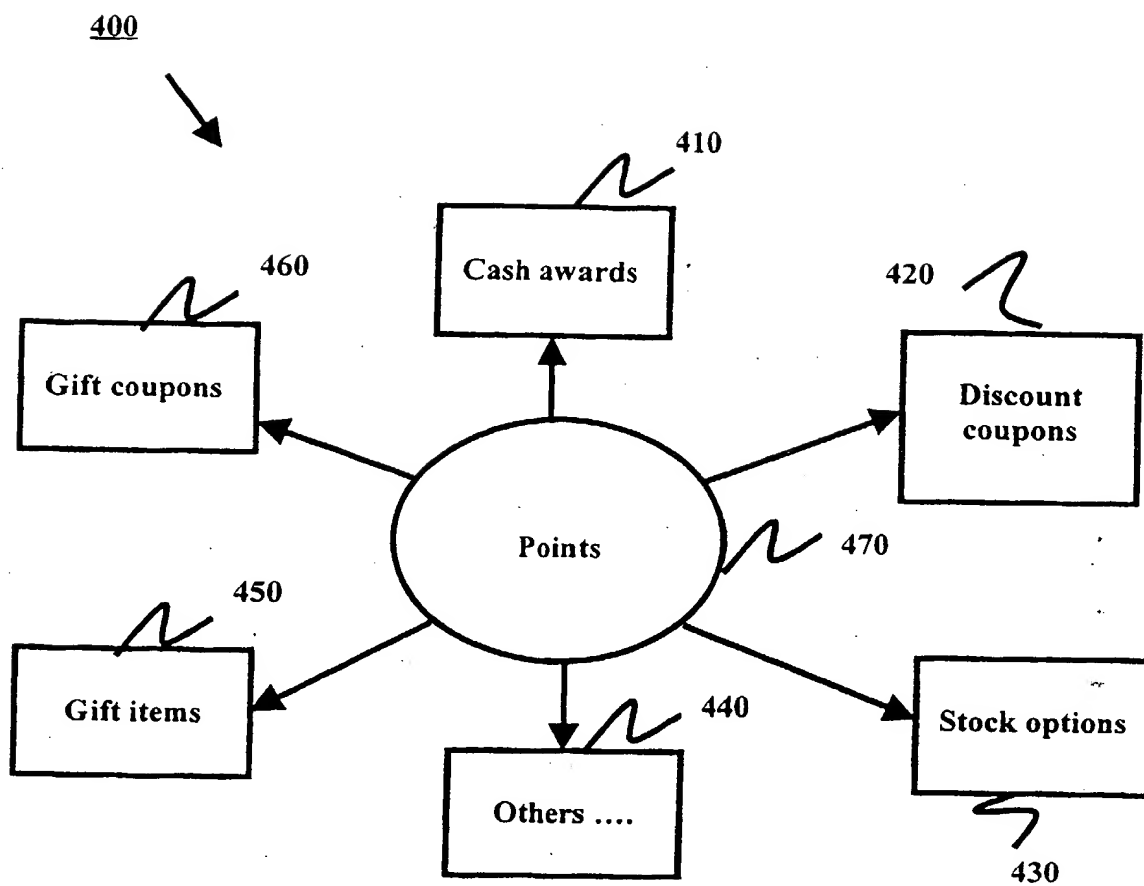 400
410
Cash awards
460
Gift coupons
420
Discount
coupons
Points
470
450
Gift items
440
Others ....
Stock options
430